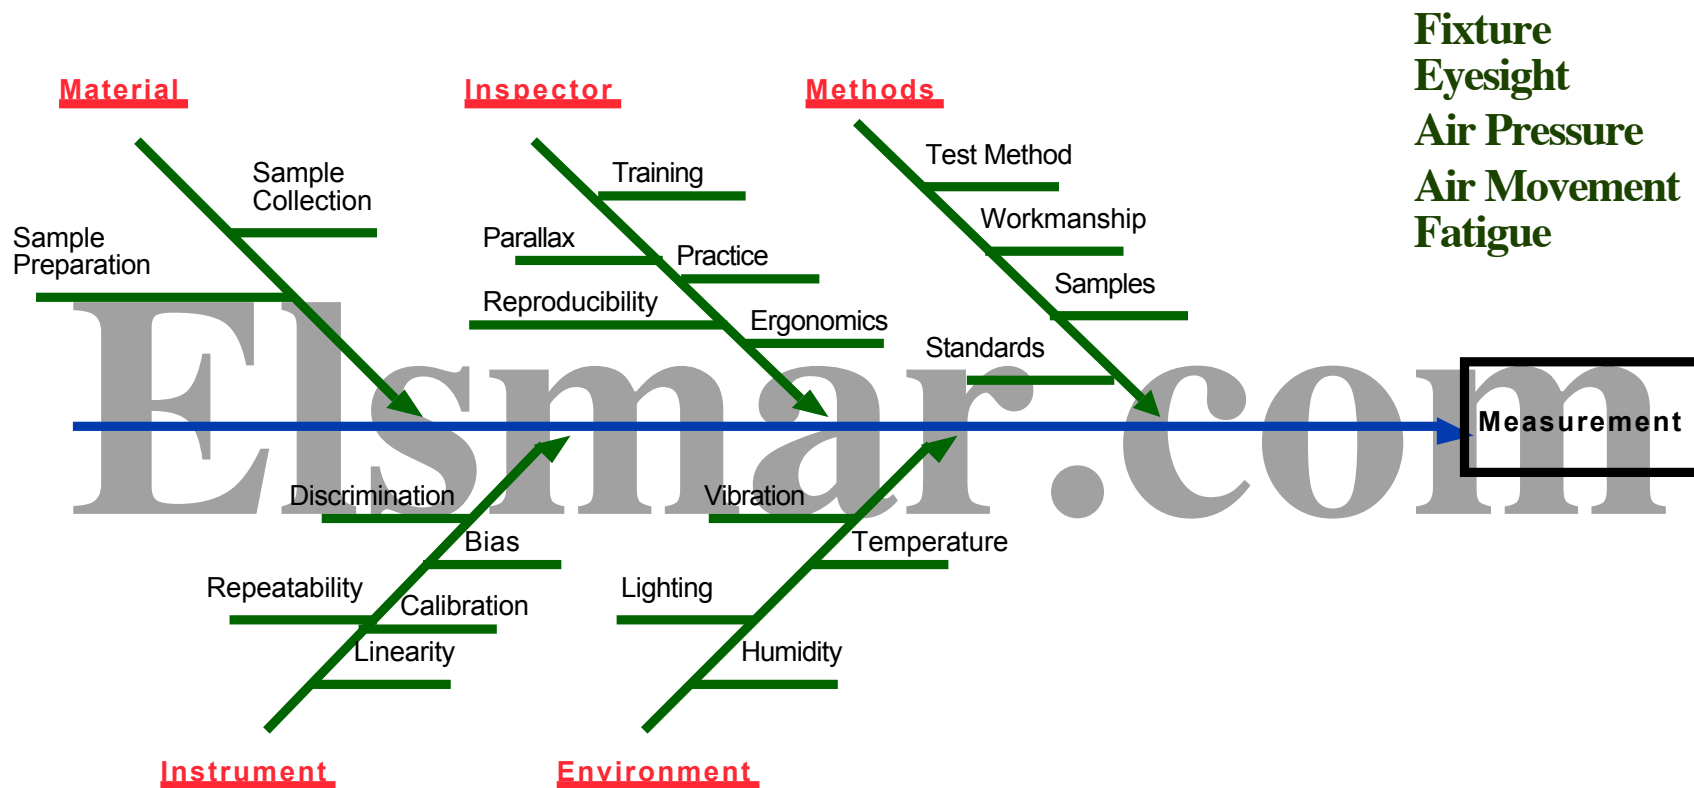 Fixture
Eyesight
Air Pressure
Air Movement
Fatigue
Material
Inspector
Methods
Sample
Collection
Sample
Preparation
Training
Parallax
Practice
Reproducibility
Ergonomics
Test Method
Workmanship
Samples
Standards
Elsmar.com
Measurement
Discrimination
Bias
Repeatability
Calibration
Linearity
Vibration
Temperature
Lighting
Humidity
Instrument
Environment